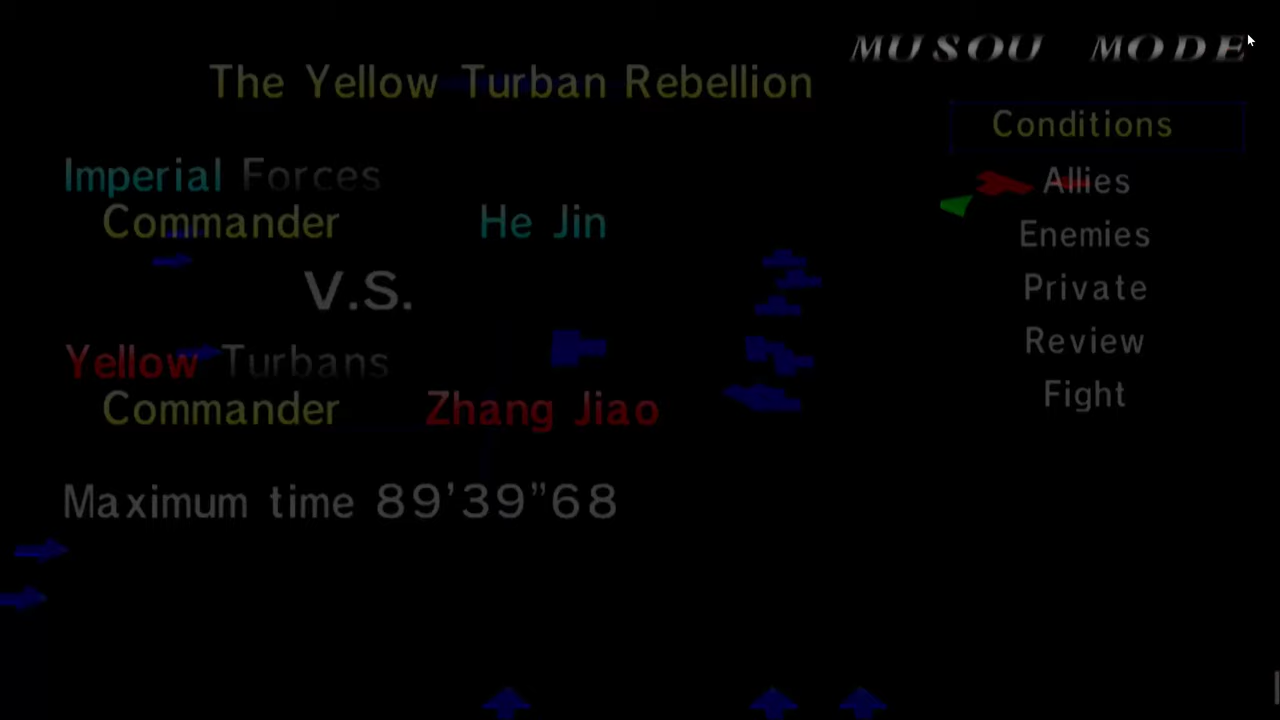 MUSOU MODE
The Yellow Turban Rebellion
Conditions
Imperial Forces
Allies
Commander He Jin
Enemies
V.S.
Private
Review
Yellow Turbans
Commander Zhang Jiao
Fight
Maximum time 89'39"68